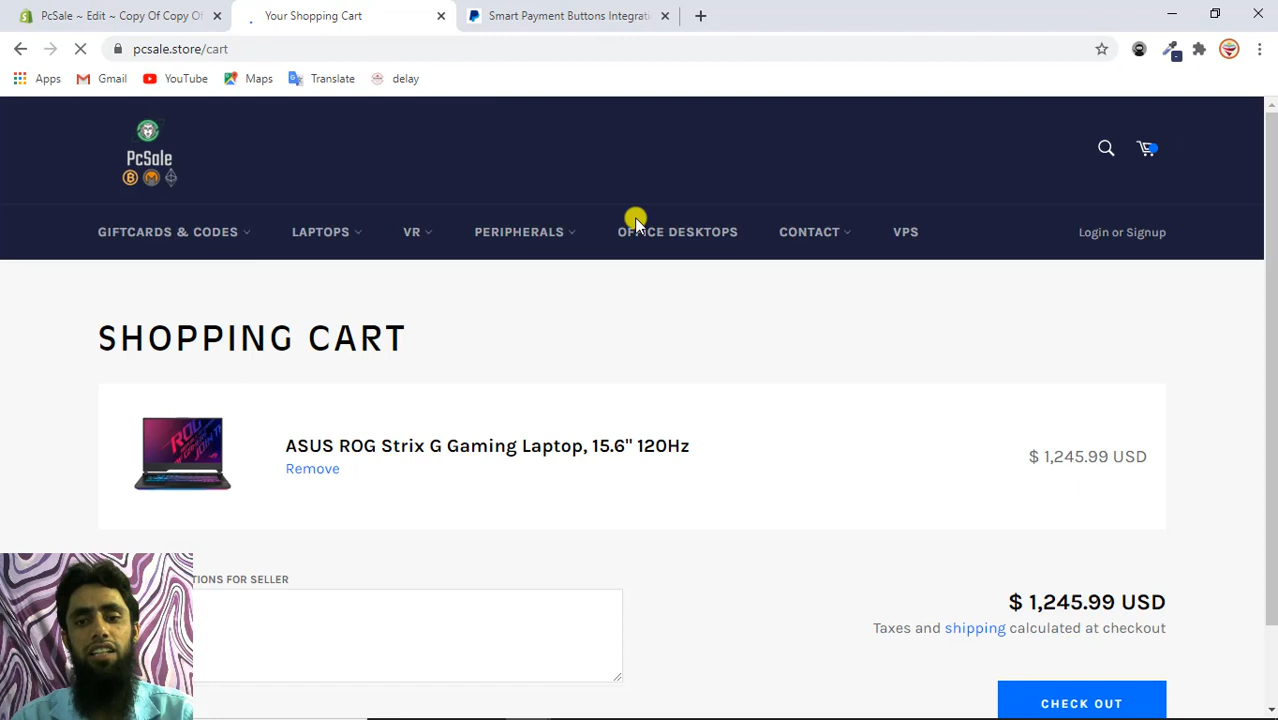 PcSale ~ Edit ~ Copy Of Copy Of
Your Shopping Cart
Smart Payment Buttons Integrati
pcsale.store/cart
Apps
Gmail
YouTube
Maps
Translate
delay
PcSale
GIFTCARDS & CODES
LAPTOPS
VR
PERIPHERALS
OFFICE DESKTOPS
CONTACT
VPS
Login or Signup
SHOPPING CART
ASUS ROG Strix G Gaming Laptop, 15.6" 120Hz
Remove
$ 1,245.99 USD
TIONS FOR SELLER
$ 1,245.99 USD
Taxes and shipping calculated at checkout
CHECK OUT